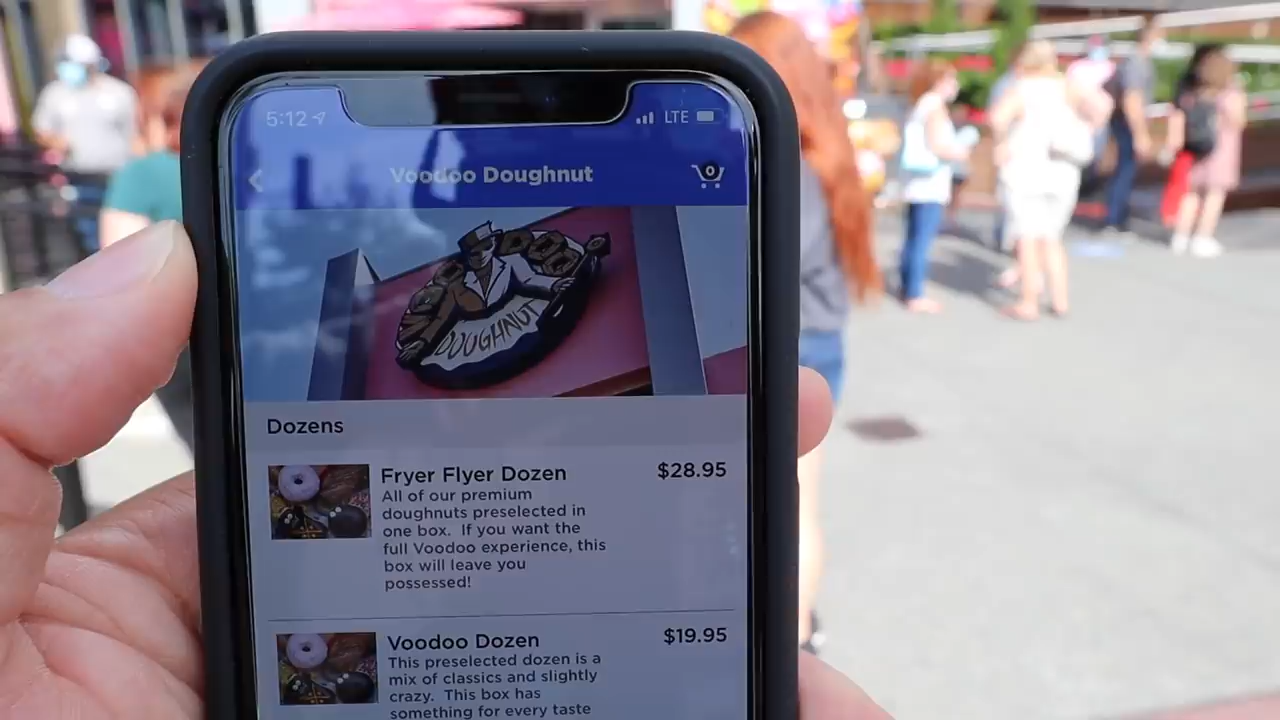 5:12
LTE
Voodoo Doughnut
0
DOUGHNUT
Dozens
Fryer Flyer Dozen $28.95
All of our premium
doughnuts preselected in
one box. If you want the
full Voodoo experience, this
box will leave you
possessed!
Voodoo Dozen $19.95
This preselected dozen is a
mix of classics and slightly
crazy. This box has
something for every taste